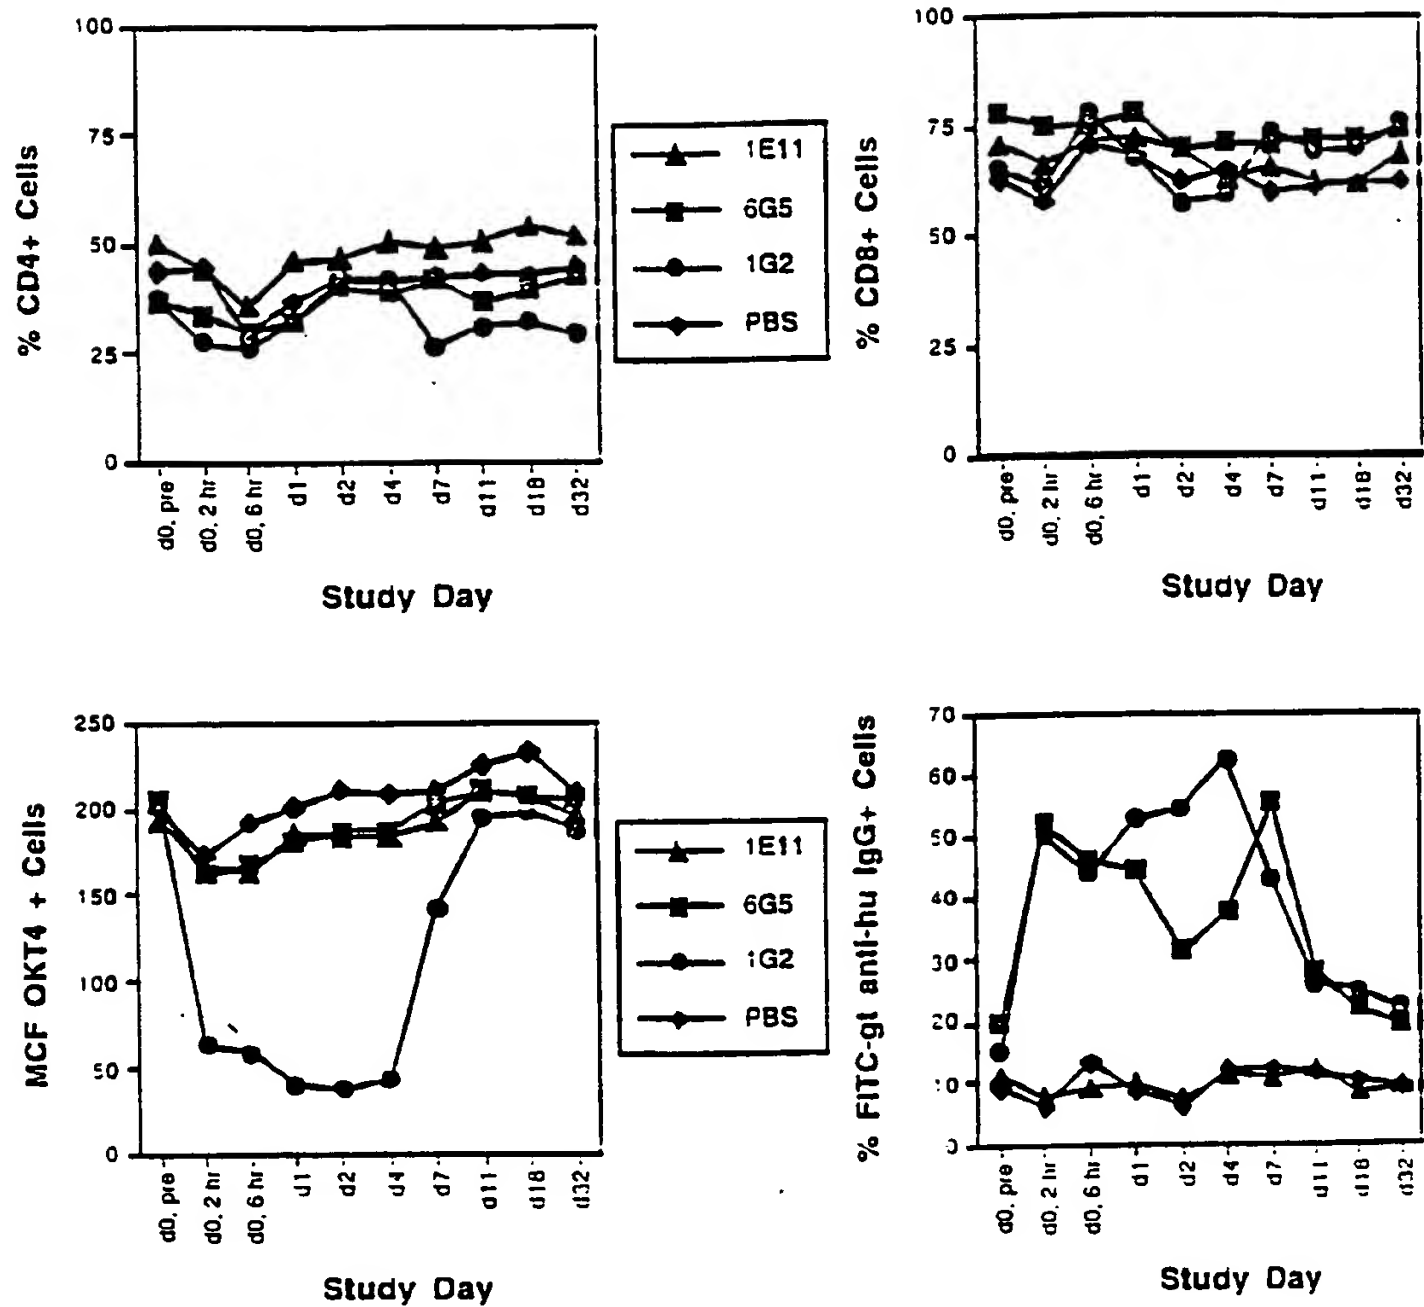 % CD4+ Cells
100
75
50
25
0
d0, pre
d0, 2 hr
d0, 6 hr
d1
d2
d4
d7
d11
d18
d32
Study Day
1E11
6G5
1G2
PBS
% CD8+ Cells
100
75
50
25
0
d0, pre
d0, 2 hr
d0, 6 hr
d1
d2
d4
d7
d11
d18
d32
Study Day
MCF OKT4 + Cells
250
200
150
100
50
0
d0, pre
d0, 2 hr
d0, 6 hr
d1
d2
d4
d7
d11
d18
d32
Study Day
1E11
6G5
1G2
PBS
% FITC-gt anti-hu IgG+ Cells
70
60
50
40
30
20
10
0
d0, pre
d0, 2 hr
d0, 6 hr
d1
d2
d4
d7
d11
d18
d32
Study Day